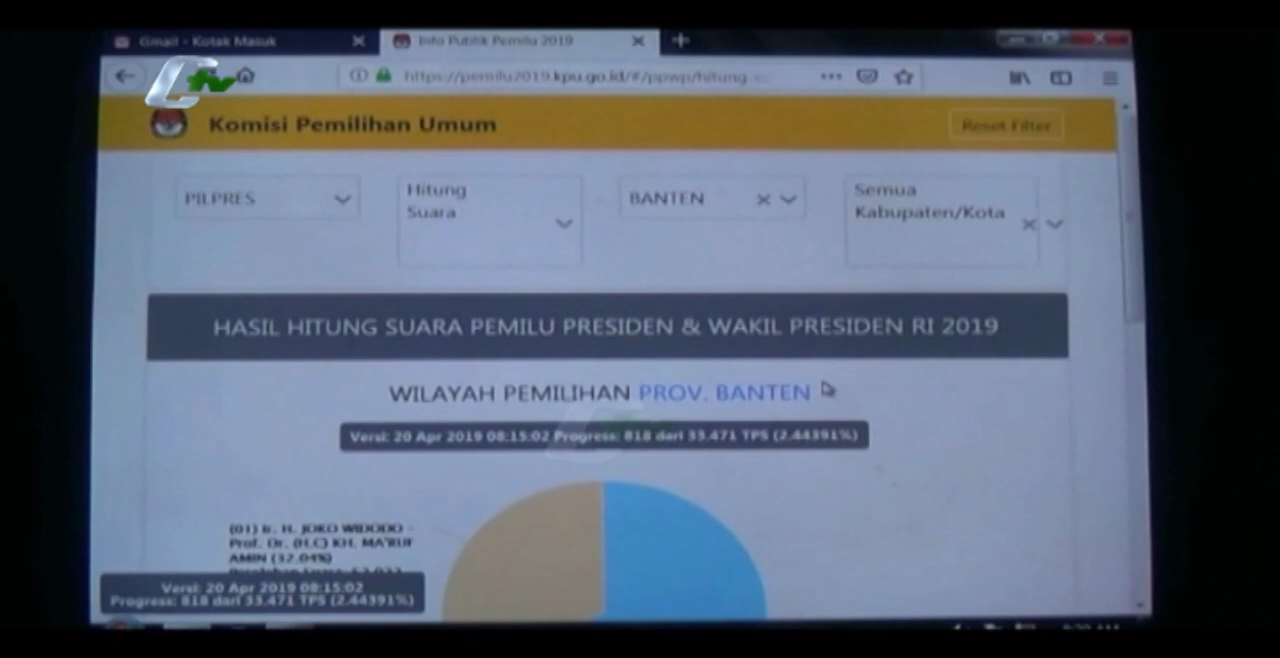 Gmail - Kotak Masuk
Info Publik Pemilu 2019
https://pemilu2019.kpu.go.id/#/ppwp/hitung-
Komisi Pemilihan Umum
Reset Filter
PILPRES
Hitung
Suara
BANTEN
Semua
Kabupaten/Kota
HASIL HITUNG SUARA PEMILU PRESIDEN & WAKIL PRESIDEN RI 2019
WILAYAH PEMILIHAN PROV. BANTEN
Versi: 20 Apr 2019 08:15:02 Progress: 818 dari 33.471 TPS (2.44391%)
(01) Ir. H. JOKO WIDODO -
Prof. Dr. (H.C) KH. MA'RUF
AMIN
Versi: 20 Apr 2019 08:15:02
Progress: 818 dari 33.471 TPS (2.44391%)